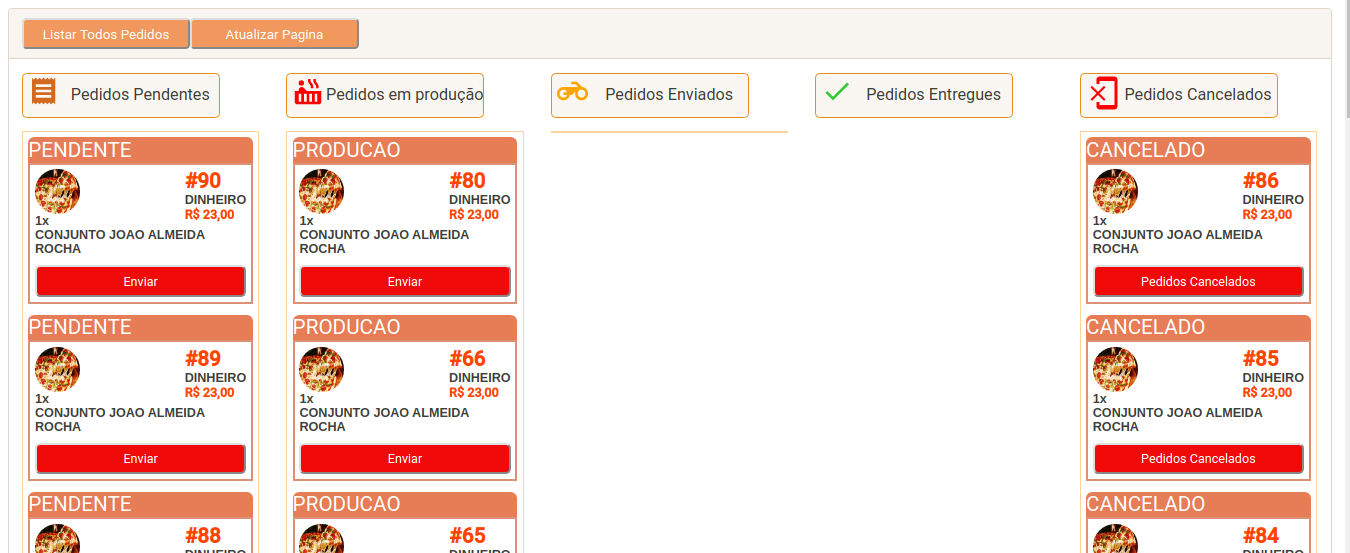 Listar Todos Pedidos
Atualizar Pagina
Pedidos Pendentes
Pedidos em produção
Pedidos Enviados
Pedidos Entregues
Pedidos Cancelados
PENDENTE
#90
DINHEIRO
R$ 23,00
1x
CONJUNTO JOAO ALMEIDA
ROCHA
Enviar
PENDENTE
#89
DINHEIRO
R$ 23,00
1x
CONJUNTO JOAO ALMEIDA
ROCHA
Enviar
PENDENTE
#88
DINHEIRO
PRODUCAO
#80
DINHEIRO
R$ 23,00
1x
CONJUNTO JOAO ALMEIDA
ROCHA
Enviar
PRODUCAO
#66
DINHEIRO
R$ 23,00
1x
CONJUNTO JOAO ALMEIDA
ROCHA
Enviar
PRODUCAO
#65
DINHEIRO
CANCELADO
#86
DINHEIRO
R$ 23,00
1x
CONJUNTO JOAO ALMEIDA
ROCHA
Pedidos Cancelados
CANCELADO
#85
DINHEIRO
R$ 23,00
1x
CONJUNTO JOAO ALMEIDA
ROCHA
Pedidos Cancelados
CANCELADO
#84
DINHEIRO